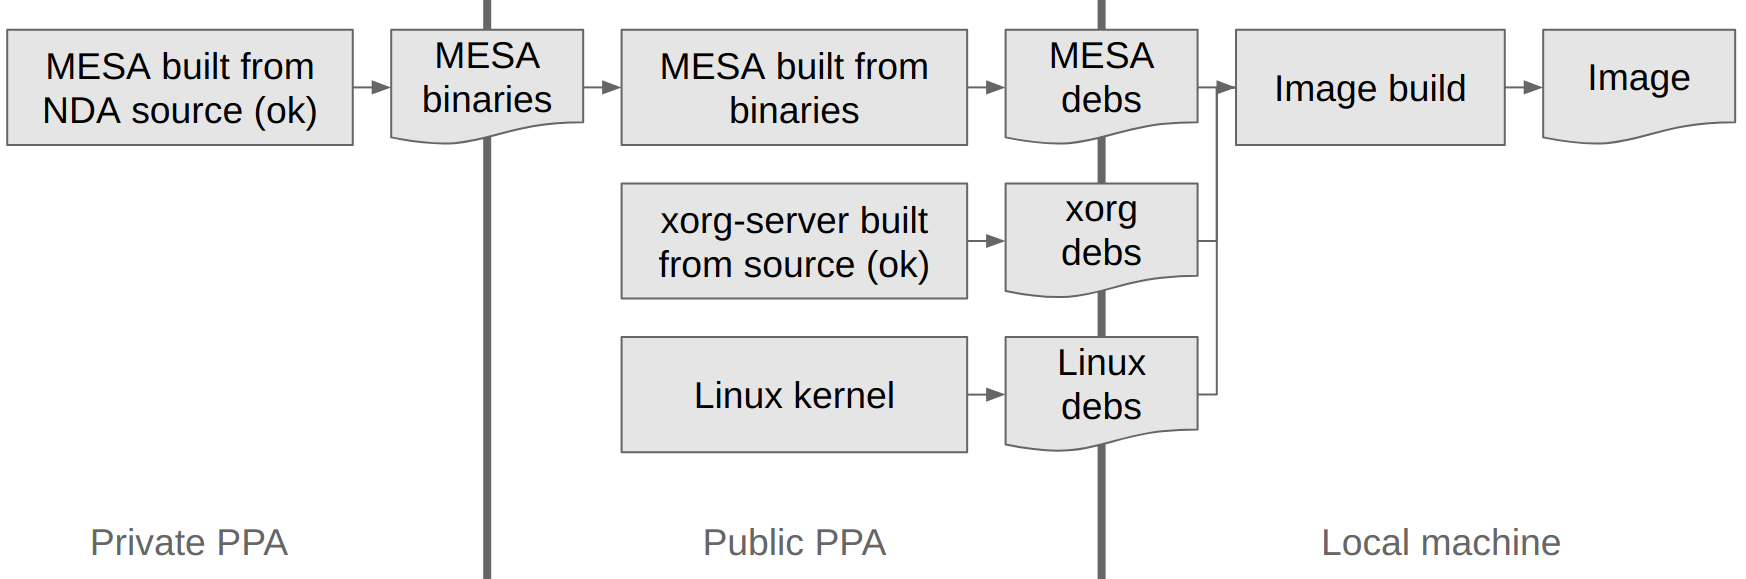 MESA built from
NDA source (ok)
MESA
binaries
MESA built from
binaries
MESA
debs
Image build
Image
xorg-server built
from source (ok)
xorg
debs
Linux kernel
Linux
debs
Private PPA
Public PPA
Local machine